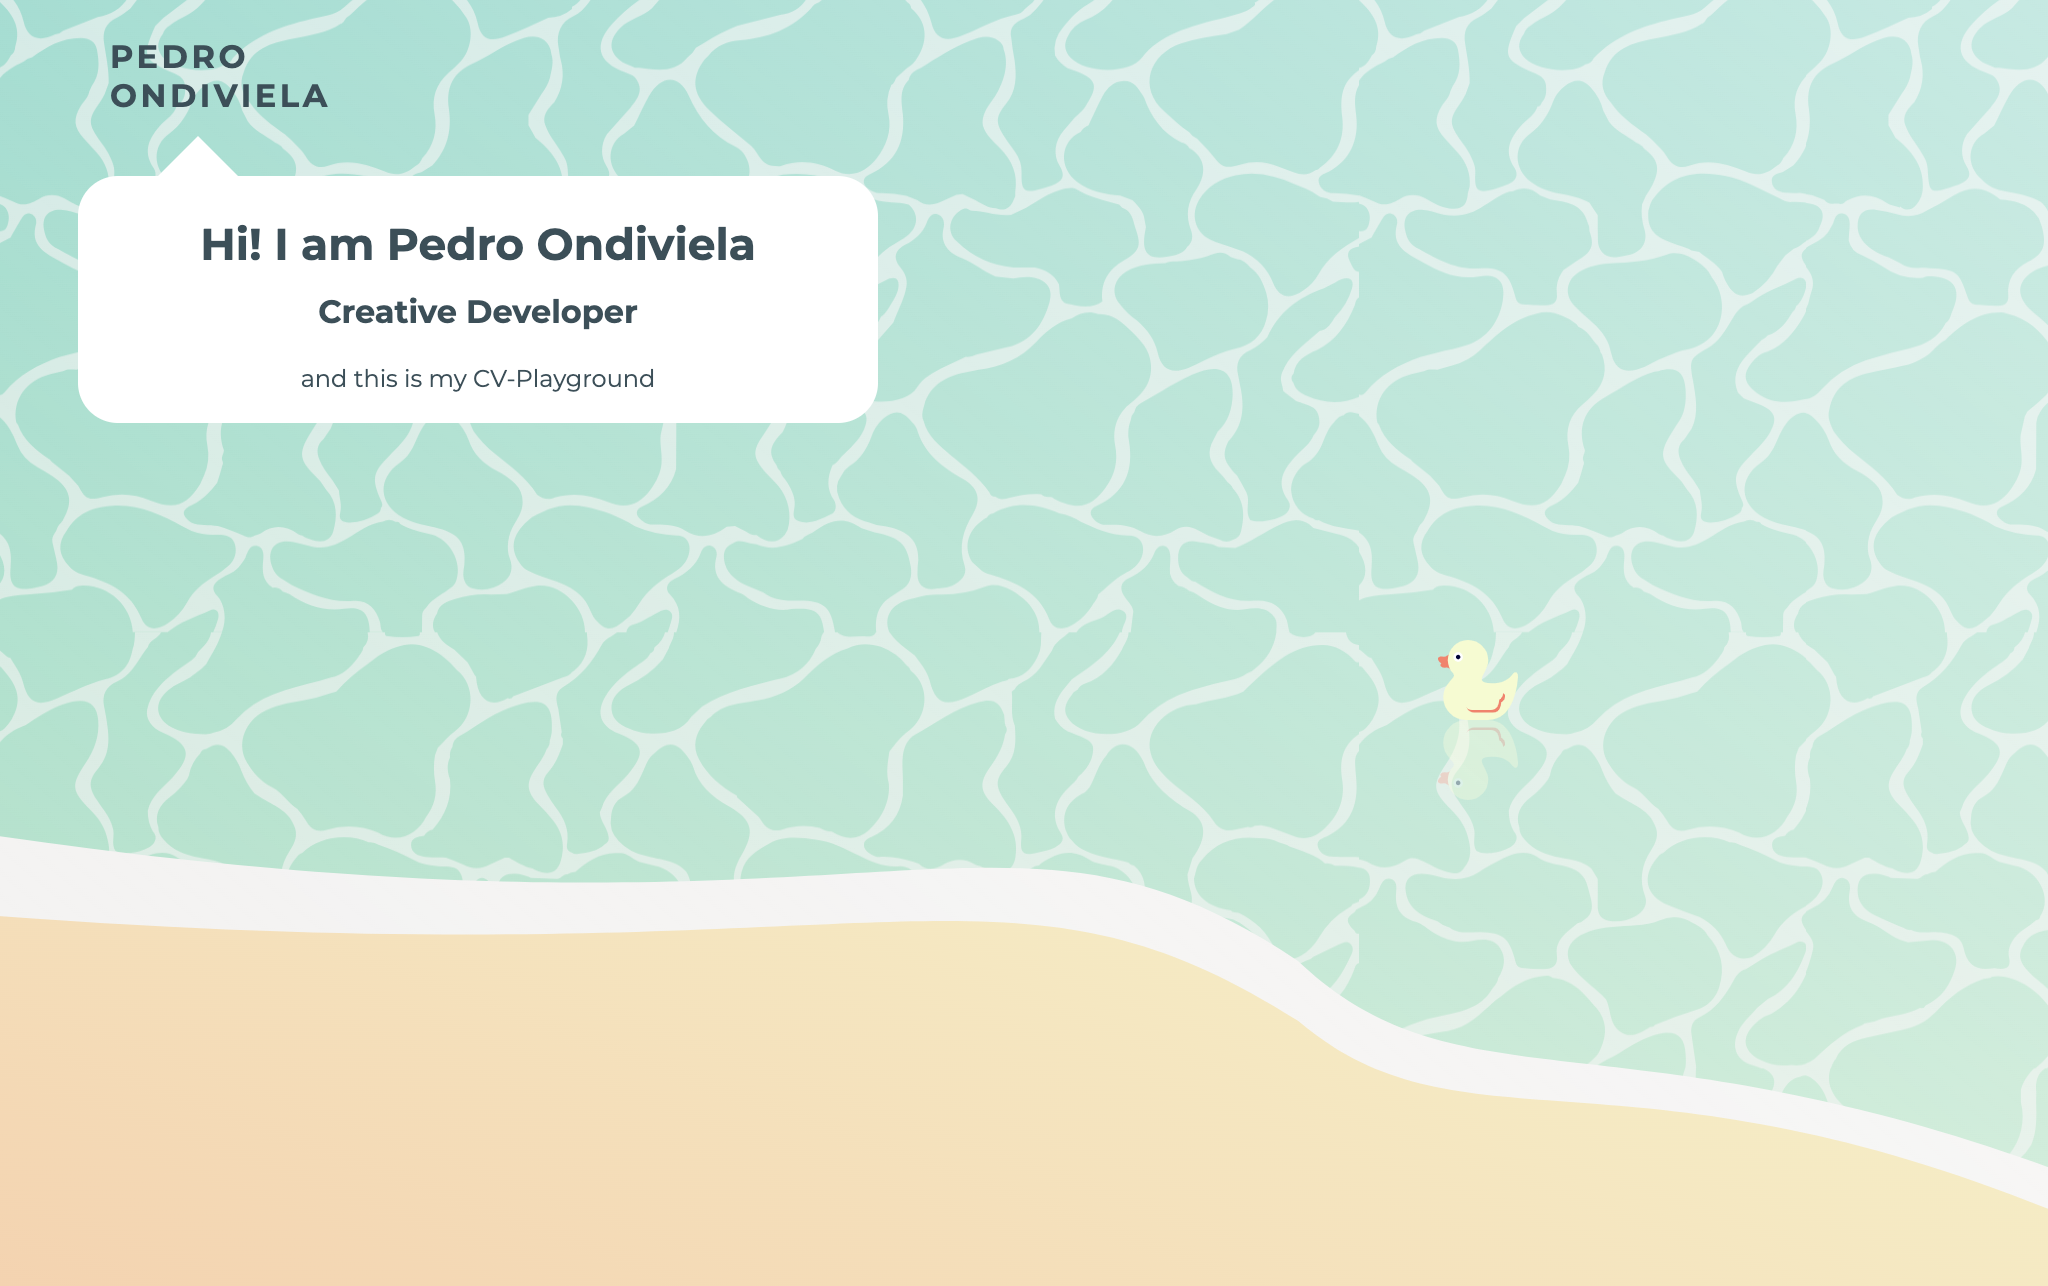 PEDRO
ONDIVIELA
Hi! I am Pedro Ondiviela
Creative Developer
and this is my CV-Playground